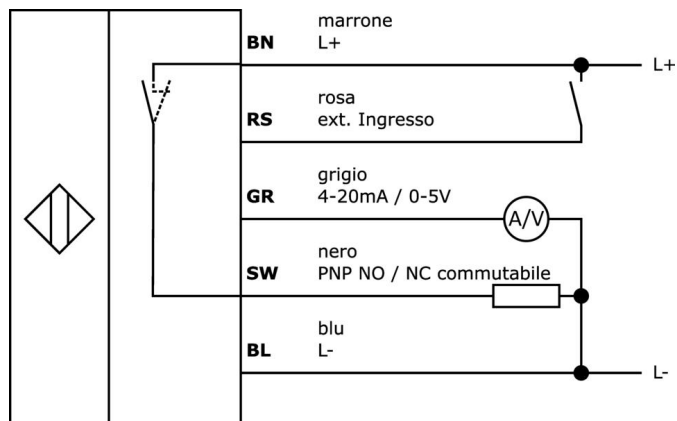 marrone
BN L+
L+
rosa
RS ext. Ingresso
grigio
GR 4-20mA / 0-5V
A/V
nero
SW PNP NO / NC commutabile
blu
BL L-
L-